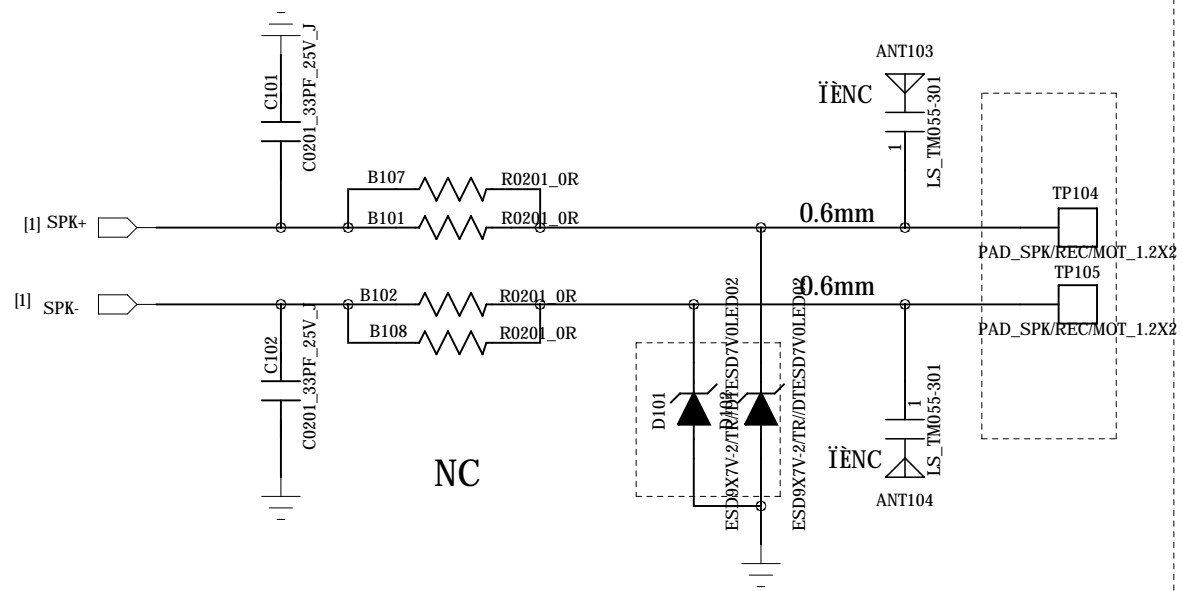 ANT103
C101
C0201_33PF_25V_J
ÏÈNC
LS_TM055-301
1
B107
R0201_0R
TP104
[1] SPK+
B101
R0201_0R
0.6mm
PAD_SPK/REC/MOT_1.2X2
TP105
[1] SPK-
B102
R0201_0R
0.6mm
B108
R0201_0R
PAD_SPK/REC/MOT_1.2X2
C102
C0201_33PF_25V_J
D101
ESD9X7V-2/TR//DTESD7V0LED02
D102
ESD9X7V-2/TR//DTESD7V0LED02
1
LS_TM055-301
ÏÈNC
NC
ANT104